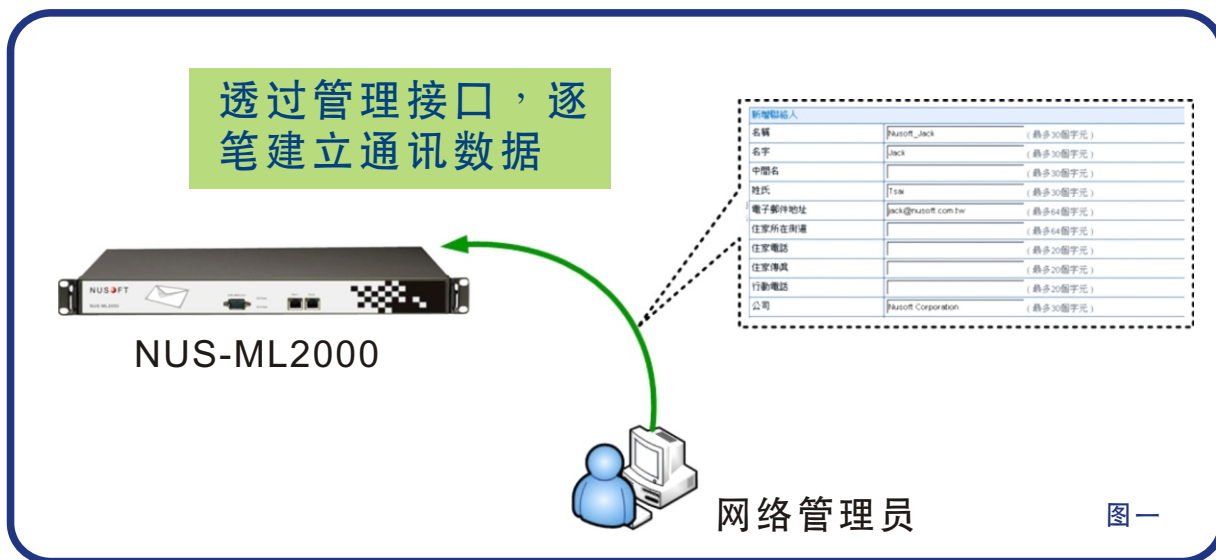 透过管理接口，逐
笔建立通讯数据
新增聯絡人
名稱 Nusoft_Jack （最多30個字元）
名字 Jack （最多30個字元）
中間名 （最多30個字元）
姓氏 Tsai （最多30個字元）
電子郵件地址 jack@nusoft.com.tw （最多64個字元）
住家所在街道 （最多64個字元）
住家電話 （最多20個字元）
住家傳真 （最多20個字元）
行動電話 （最多20個字元）
公司 Nusoft Corporation （最多30個字元）
NUSOFT
NUS-ML2000
NUS-ML2000
网络管理员
图一